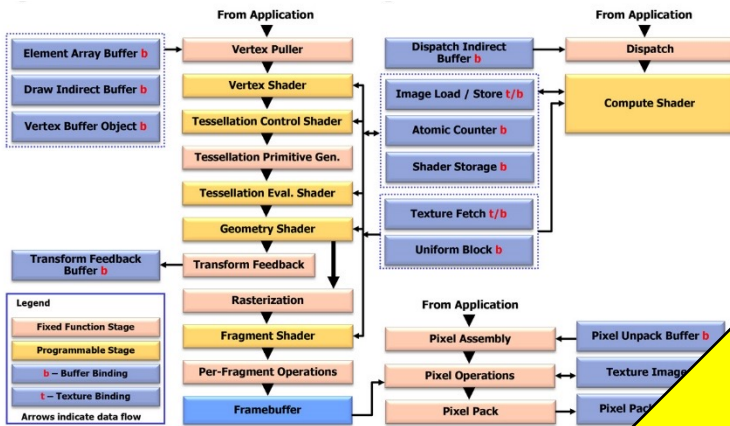 From Application
Element Array Buffer b
Draw Indirect Buffer b
Vertex Buffer Object b
Vertex Puller
Vertex Shader
Tessellation Control Shader
Tessellation Primitive Gen.
Tessellation Eval. Shader
Geometry Shader
Transform Feedback
Buffer b
Transform Feedback
Rasterization
Fragment Shader
Per-Fragment Operations
Framebuffer
Legend
Fixed Function Stage
Programmable Stage
b – Buffer Binding
t – Texture Binding
Arrows indicate data flow
From Application
Dispatch Indirect
Buffer b
Dispatch
Image Load / Store t/b
Atomic Counter b
Shader Storage b
Compute Shader
Texture Fetch t/b
Uniform Block b
From Application
Pixel Assembly
Pixel Operations
Pixel Pack
Pixel Unpack Buffer b
Texture Image
Pixel Pack